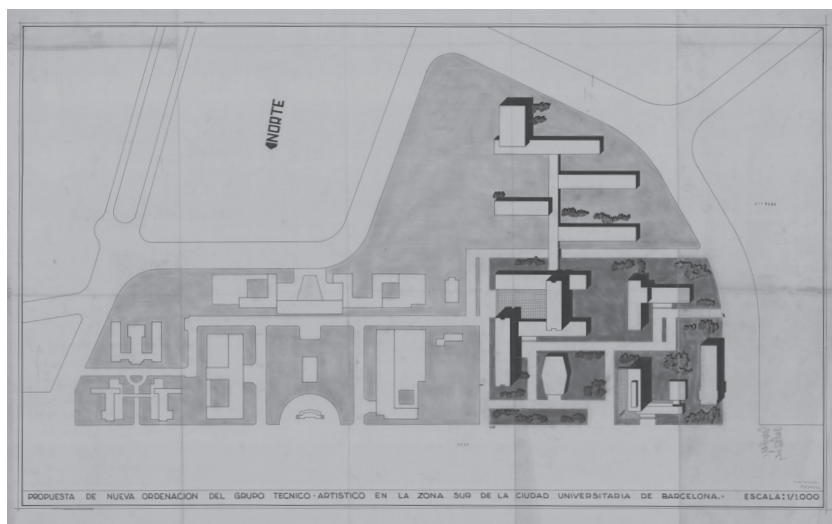 NORTE
PROPUESTA DE NUEVA ORDENACION DEL GRUPO TECNICO-ARTISTICO EN LA ZONA SUR DE LA CIUDAD UNIVERSITARIA DE BARCELONA.- ESCALA: 1/1.000